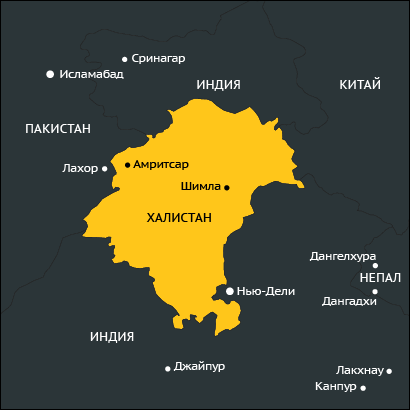 Сринагар
Исламабад
ИНДИЯ
КИТАЙ
ПАКИСТАН
Лахор
Амритсар
Шимла
ХАЛИСТАН
Дангелхура
НЕПАЛ
Нью-Дели
Дангадхи
ИНДИЯ
Джайпур
Лакхнау
Канпур